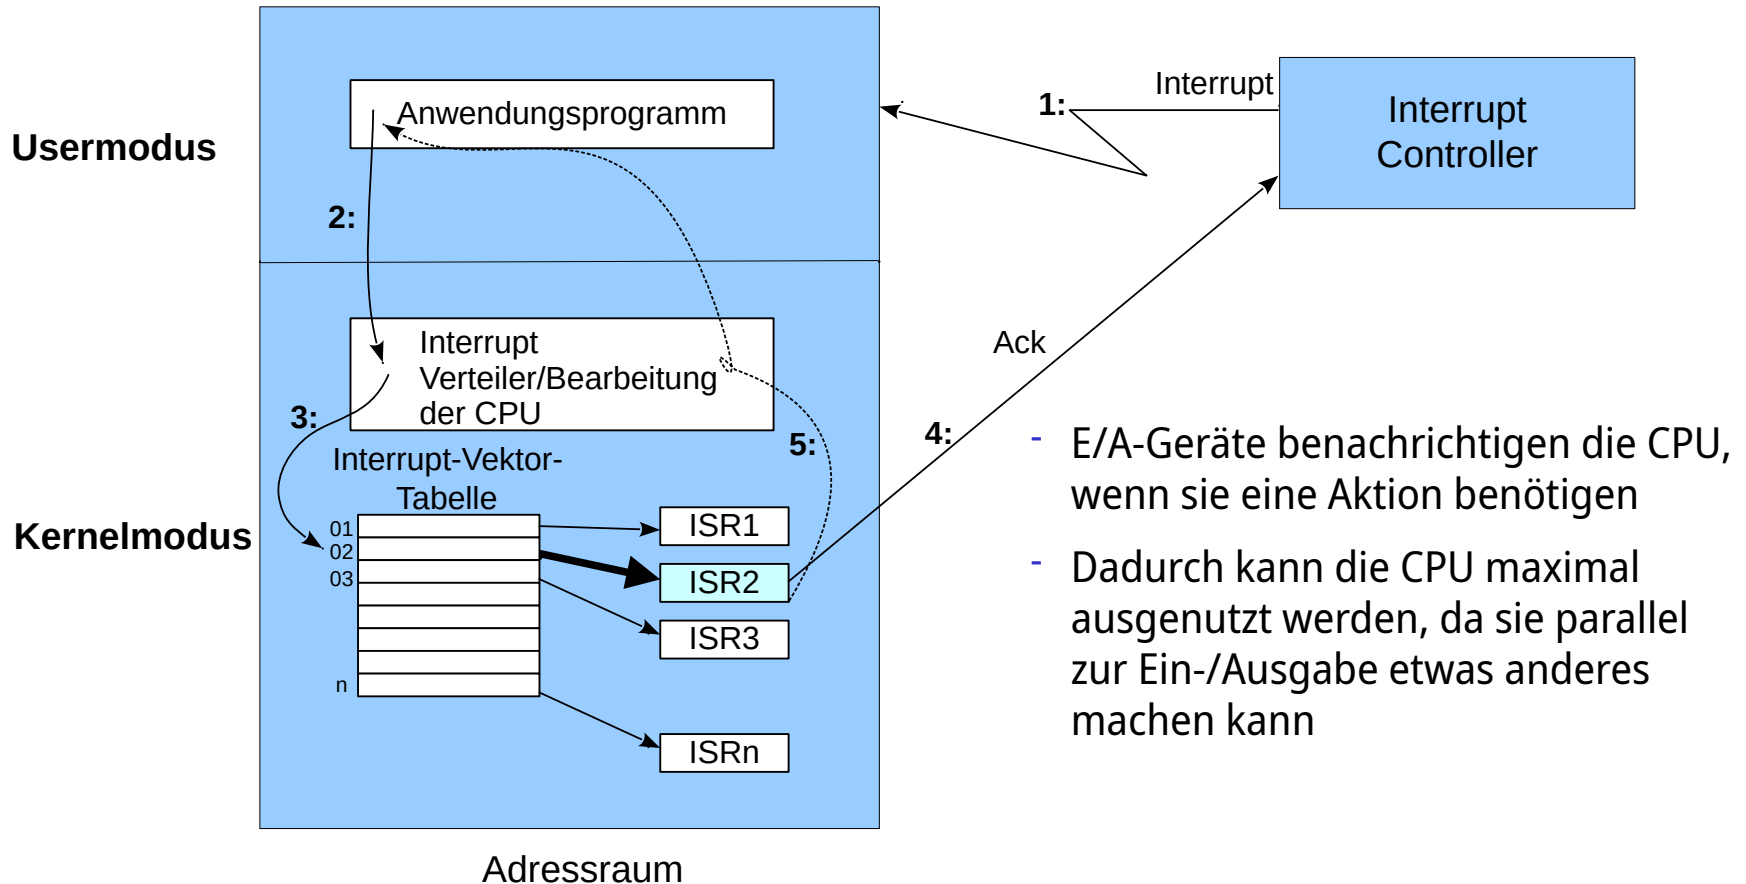 Usermodus
Anwendungsprogramm
2:
1:
Interrupt
Interrupt
Controller
Interrupt
Verteiler/Bearbeitung
der CPU
3:
Ack
4:
5:
Kernelmodus
Interrupt-Vektor-
Tabelle
01
02
03
n
ISR1
ISR2
ISR3
ISRn
- E/A-Geräte benachrichtigen die CPU,
wenn sie eine Aktion benötigen
- Dadurch kann die CPU maximal
ausgenutzt werden, da sie parallel
zur Ein-/Ausgabe etwas anderes
machen kann
Adressraum